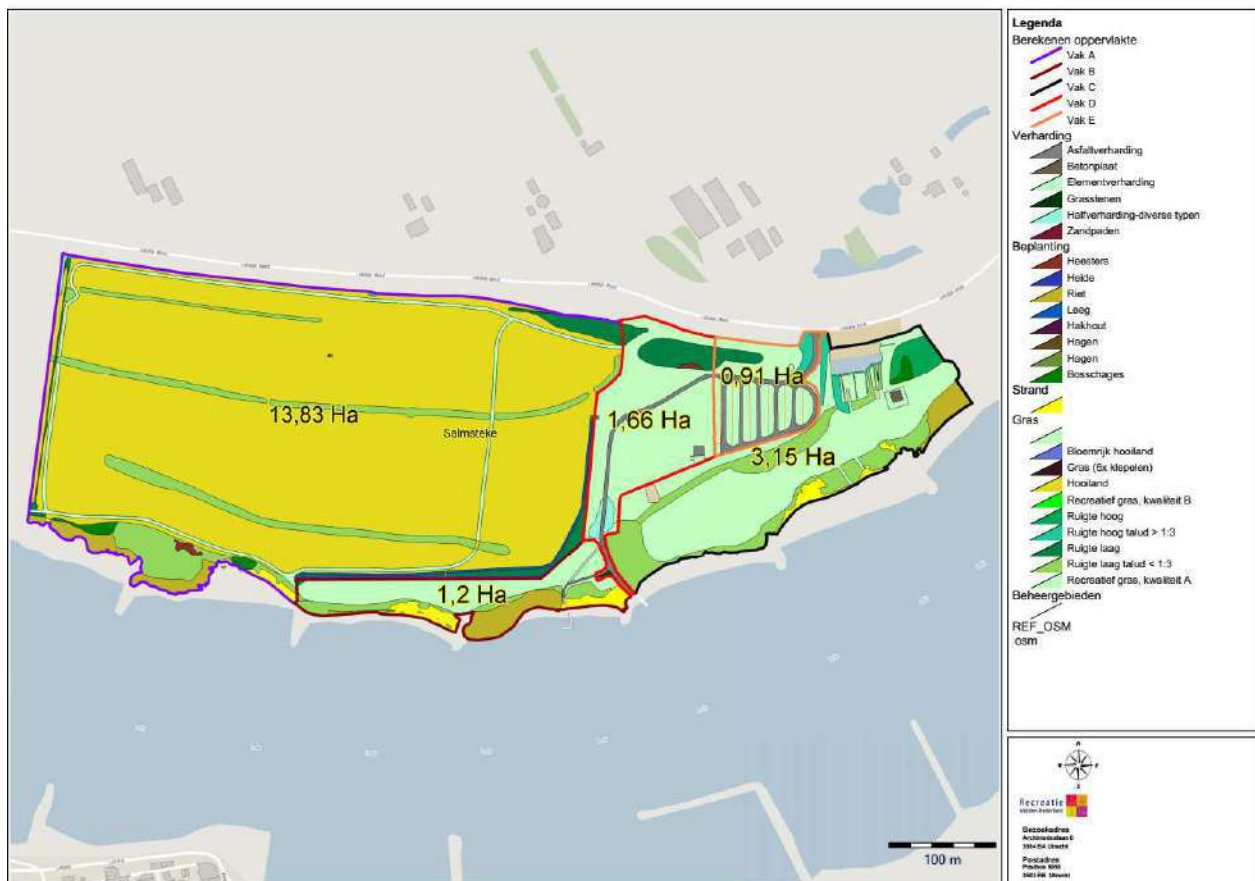 13,83 Ha
Salmsteke
1,66 Ha
0,91 Ha
3,15 Ha
1,2 Ha
100 m
Legenda
Berekenen oppervlakte
Vak A
Vak B
Vak C
Vak D
Vak E
Verharding
Asfaltverharding
Betonplaat
Elementverharding
Grasstenen
Halfverharding-diverse typen
Zandpaden
Beplanting
Heesters
Heide
Riet
Leeg
Hakhout
Hagen
Hagen
Bosschages
Strand
Gras
Bloemrijk hooiland
Gras (6x klepelen)
Hooiland
Recreatief gras, kwaliteit B
Ruigte hoog
Ruigte hoog talud > 1:3
Ruigte laag
Ruigte laag talud < 1:3
Recreatief gras, kwaliteit A
Beheergebieden
REF_OSM
osm
Recreatie
Midden-Nederland
Bezoekadres
Utrecht
Postadres
Utrecht